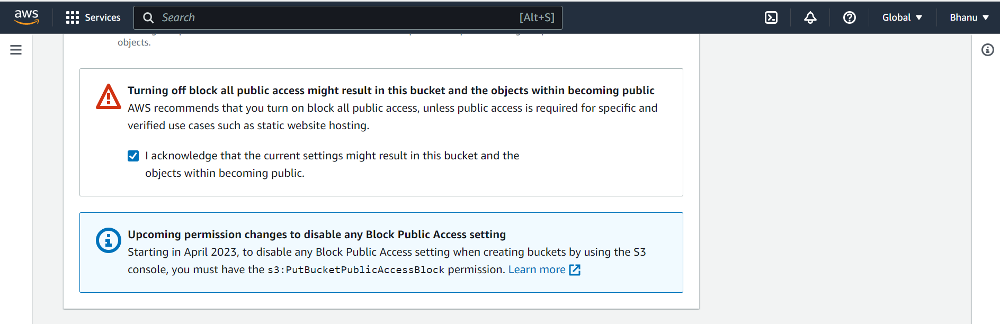 aws
Services
Search
[Alt+S]
Global
Bhanu
objects.
Turning off block all public access might result in this bucket and the objects within becoming public
AWS recommends that you turn on block all public access, unless public access is required for specific and
verified use cases such as static website hosting.
I acknowledge that the current settings might result in this bucket and the
objects within becoming public.
Upcoming permission changes to disable any Block Public Access setting
Starting in April 2023, to disable any Block Public Access setting when creating buckets by using the S3
console, you must have the s3:PutBucketPublicAccessBlock permission. Learn more